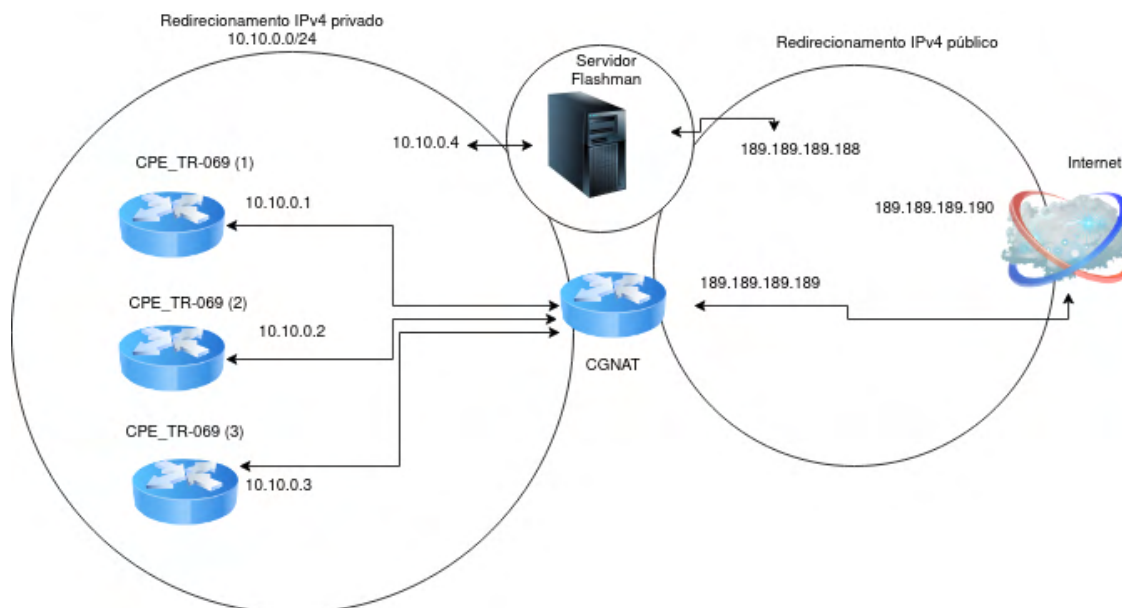 Redirecionamento IPv4 privado
10.10.0.0/24
Servidor
Flashman
Redirecionamento IPv4 público
10.10.0.4
189.189.189.188
CPE_TR-069 (1)
Internet
10.10.0.1
189.189.189.190
189.189.189.189
CPE_TR-069 (2)
10.10.0.2
CGNAT
CPE_TR-069 (3)
10.10.0.3